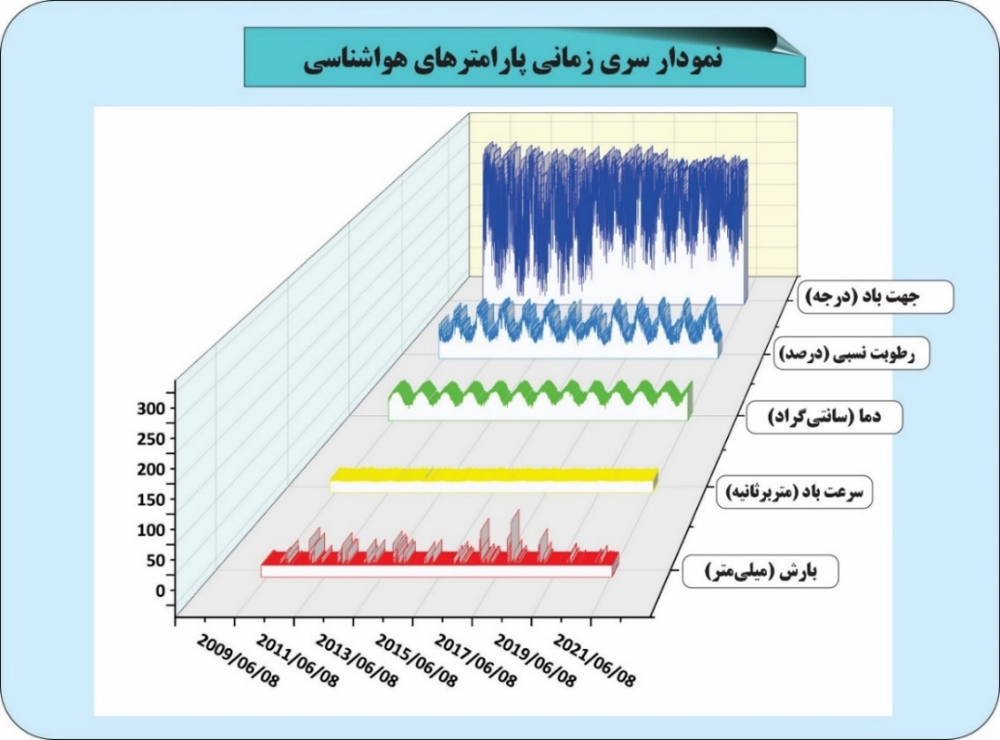 نمودار سری زمانی پارامترهای هواشناسی
جهت باد (درجه)
رطوبت نسبی (درصد)
دما (سانتی‌گراد)
سرعت باد (متربرثانیه)
بارش (میلی‌متر)
300
250
200
150
100
50
0
2009/06/08
2011/06/08
2013/06/08
2015/06/08
2017/06/08
2019/06/08
2021/06/08